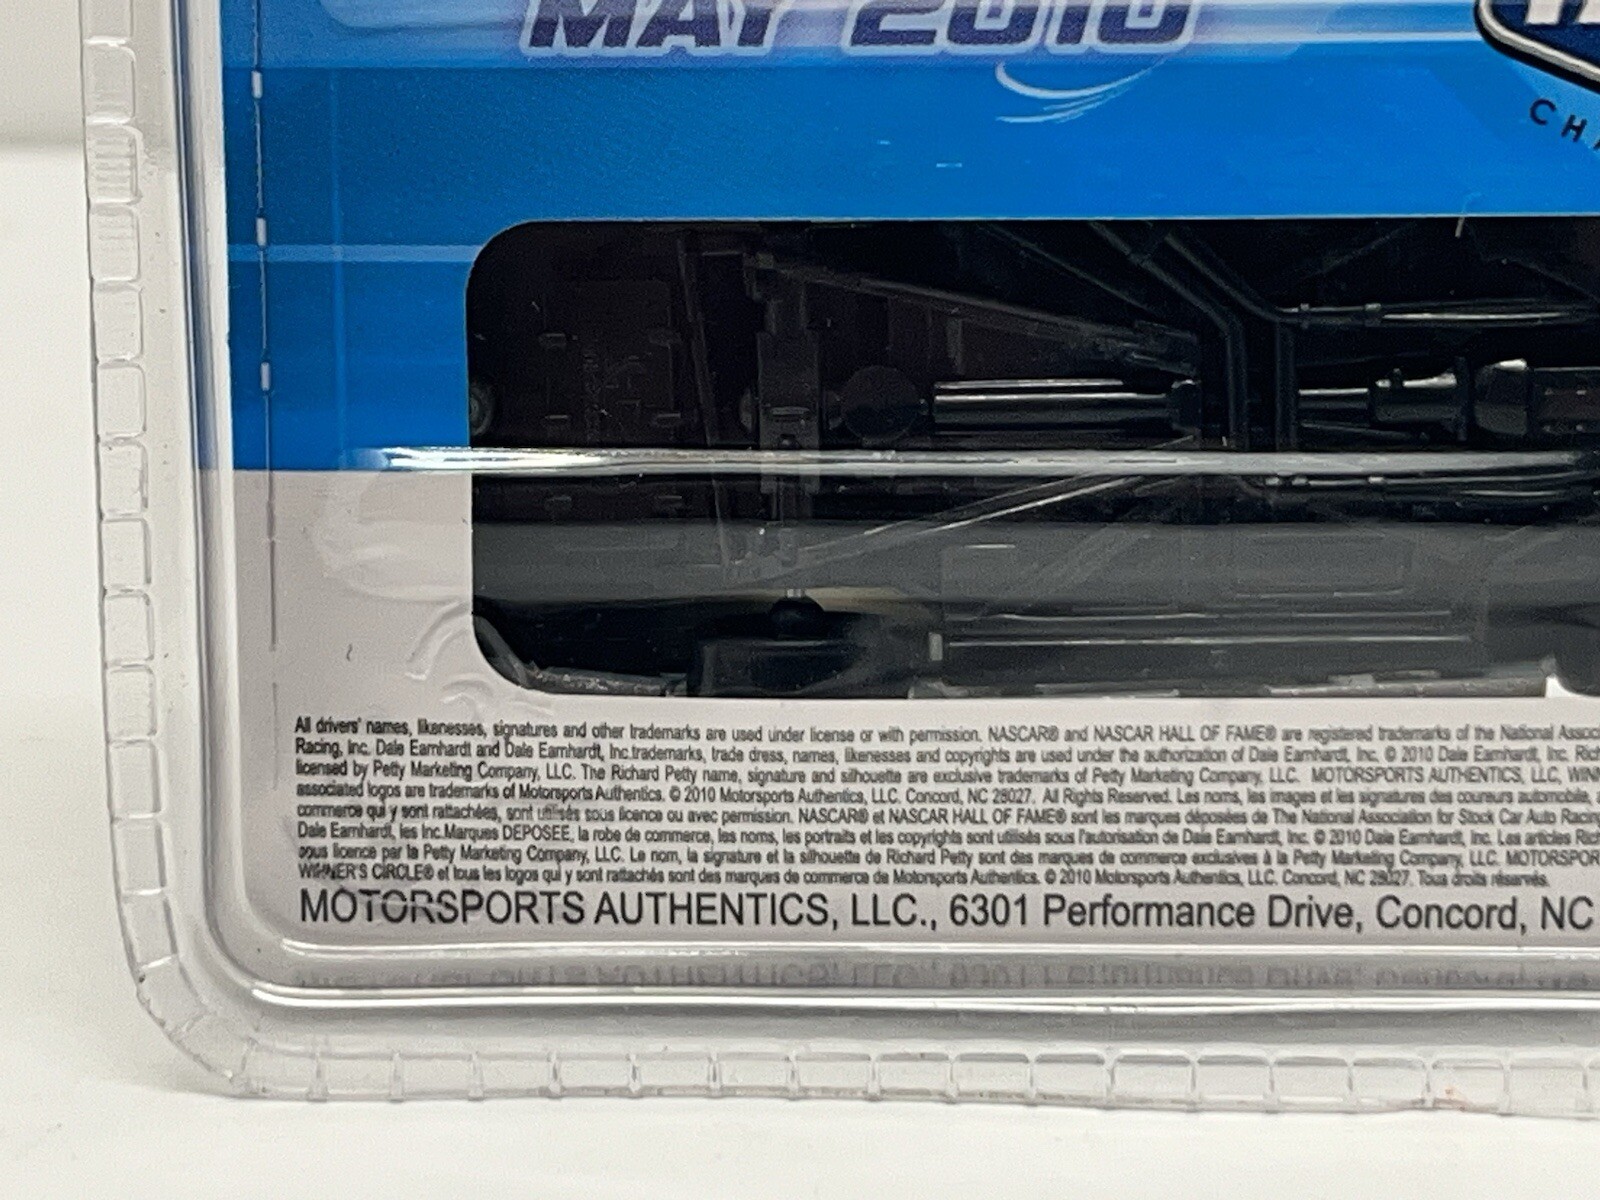 MAY 2010
CH
All drivers' names, likenesses, signatures and other trademarks are used under license or with permission. NASCAR® and NASCAR HALL OF FAME® are registered trademarks of the National Assoc
Racing, Inc. Dale Earnhardt and Dale Earnhardt, Inc.trademarks, trade dress, names, likenesses and copyrights are used under the authorization of Dale Earnhardt, Inc. © 2010 Dale Earnhardt, Inc. Rich
licensed by Petty Marketing Company, LLC. The Richard Petty name, signature and silhouette are exclusive trademarks of Petty Marketing Company, LLC. MOTORSPORTS AUTHENTICS, LLC, WINN
associated logos are trademarks of Motorsports Authentics. © 2010 Motorsports Authentics, LLC. Concord, NC 28027. All Rights Reserved. Les noms, les images et les signatures des coureurs automobile,
commerce qui y sont rattachées, sont utilisés sous licence ou avec permission. NASCAR® et NASCAR HALL OF FAME® sont les marques déposées de The National Association for Stock Car Auto Racing
Dale Earnhardt, les Inc.Marques DEPOSEE, la robe de commerce, les noms, les portraits et les copyrights sont utilisés sous l'autorisation de Dale Earnhardt, Inc. © 2010 Dale Earnhardt, Inc. Les articles Rich
sous licence par la Petty Marketing Company, LLC. Le nom, la signature et la silhouette de Richard Petty sont des marques de commerce exclusives à la Petty Marketing Company, LLC. MOTORSPOR
WINNER'S CIRCLE® et tous les logos qui y sont rattachés sont des marques de commerce de Motorsports Authentics. © 2010 Motorsports Authentics, LLC. Concord, NC 28027. Tous droits réservés.
MOTORSPORTS AUTHENTICS, LLC., 6301 Performance Drive, Concord, NC